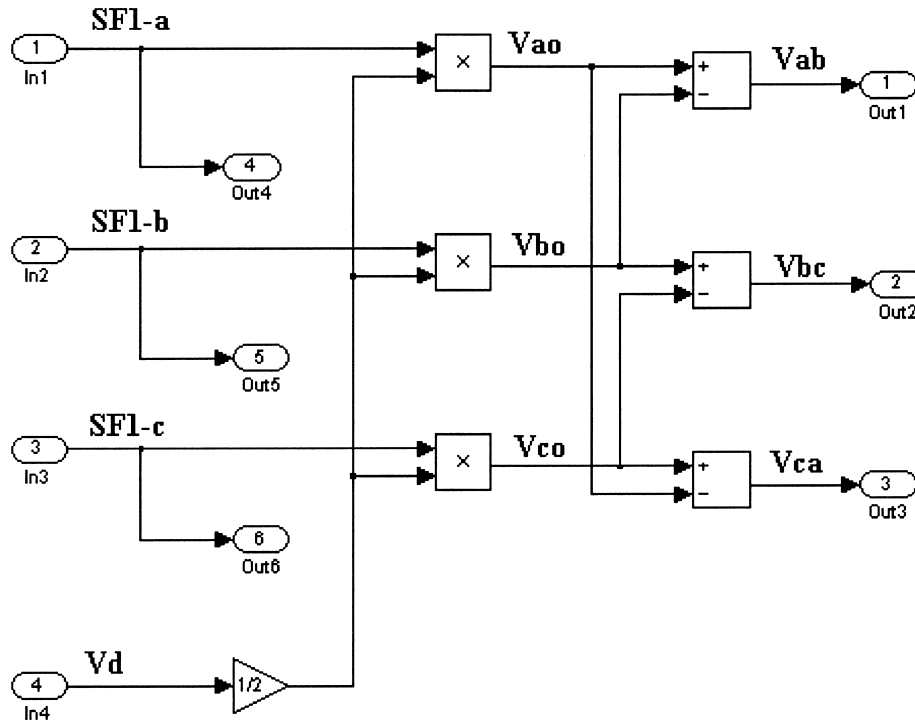 SF1-a
1
In1
×
Vao
+
−
Vab
1
Out1
4
Out4
SF1-b
2
In2
×
Vbo
+
−
Vbc
2
Out2
5
Out5
SF1-c
3
In3
×
Vco
+
−
Vca
3
Out3
6
Out6
Vd
4
In4
1/2